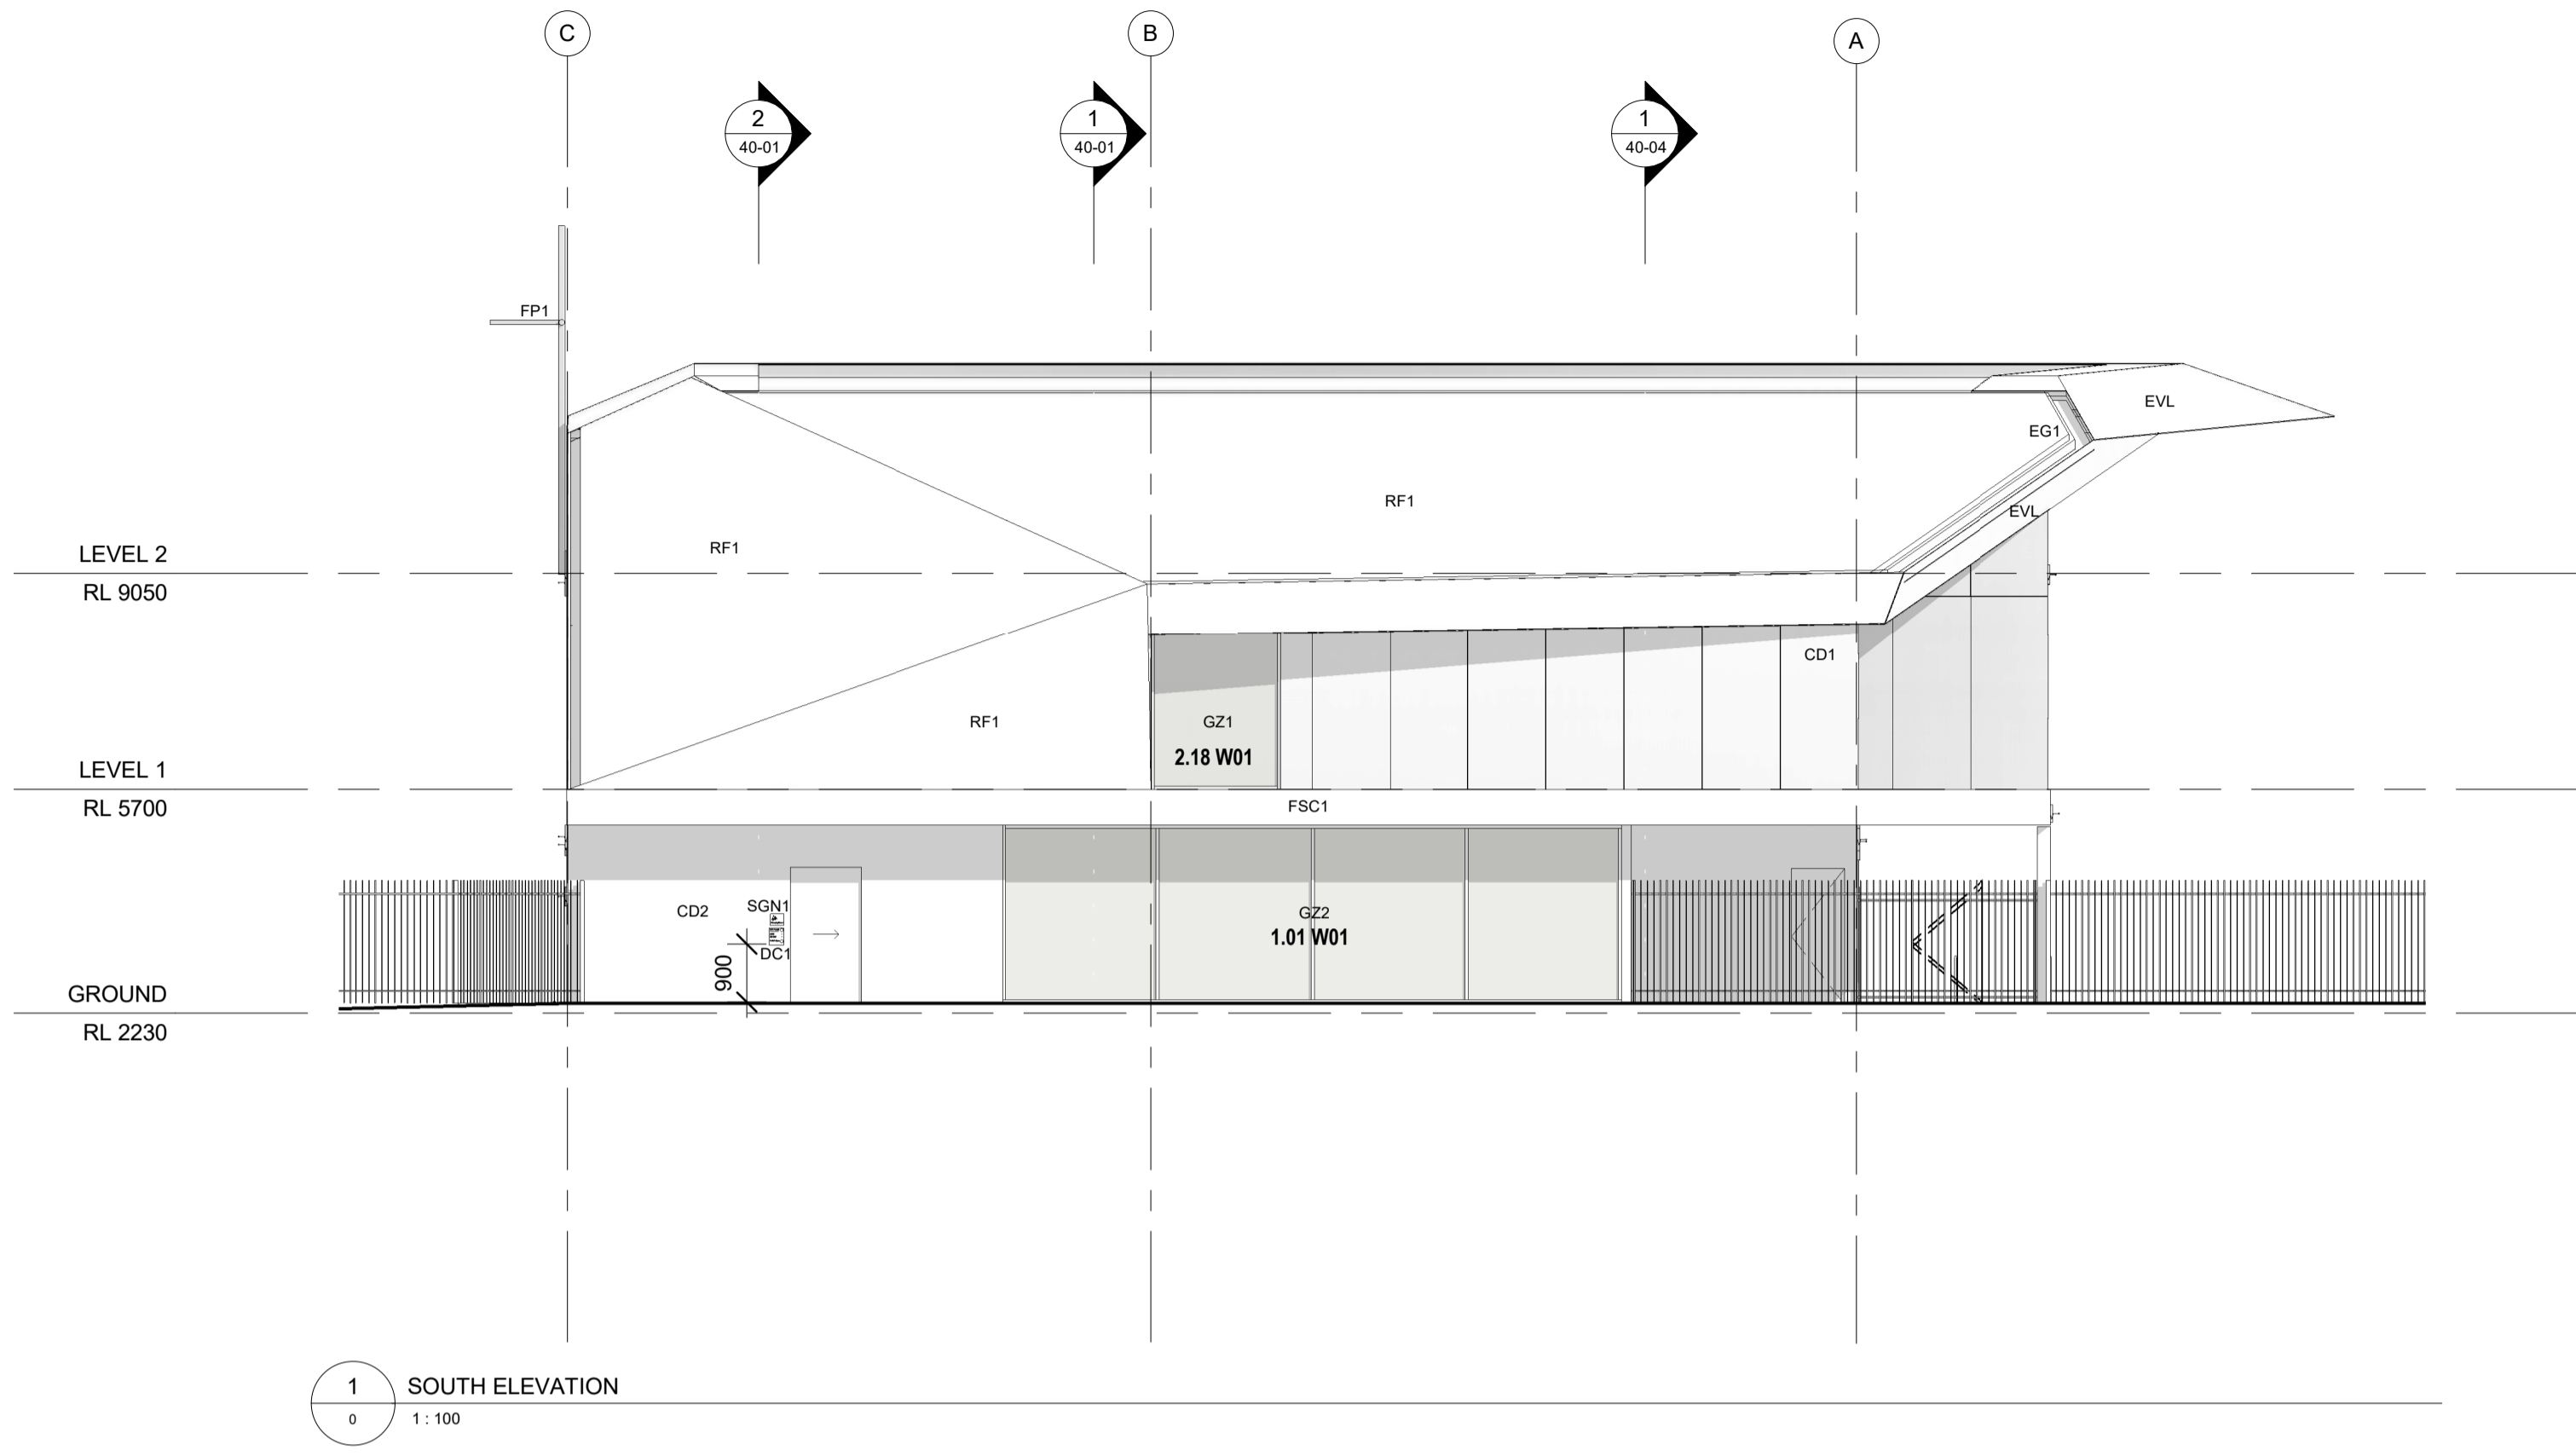 C
B
A
2
40-01
1
40-01
1
40-04
FP1
EVL
EG1
RF1
EVL
RF1
LEVEL 2
RL 9050
CD1
RF1
GZ1
2.18 W01
LEVEL 1
RL 5700
FSC1
CD2
SGN1
GZ2
1.01 W01
DC1
900
GROUND
RL 2230
1
0
SOUTH ELEVATION
1 : 100